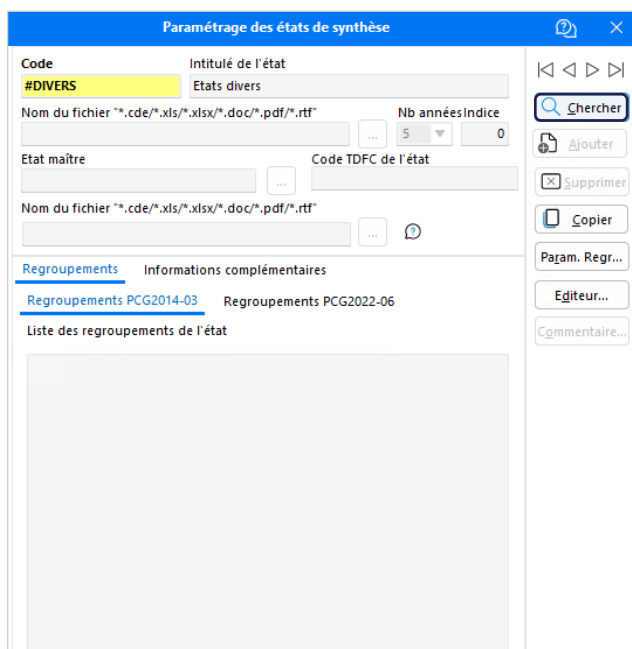 Paramétrage des états de synthèse
Code Intitulé de l'état
#DIVERS Etats divers
Nom du fichier "*.cde/*.xls/*.xlsx/*.doc/*.pdf/*.rtf" Nb années Indice
... 5 0
Etat maître Code TDFC de l'état
...
Nom du fichier "*.cde/*.xls/*.xlsx/*.doc/*.pdf/*.rtf"
...
Regroupements Informations complémentaires
Regroupements PCG2014-03 Regroupements PCG2022-06
Liste des regroupements de l'état
Chercher
Ajouter
Supprimer
Copier
Param. Regr...
Editeur...
Commentaire...